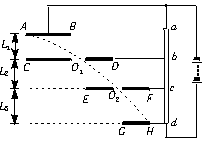 A B a
L₁
C O₁ D b
L₂
E O₂ F c
L₃
G H d